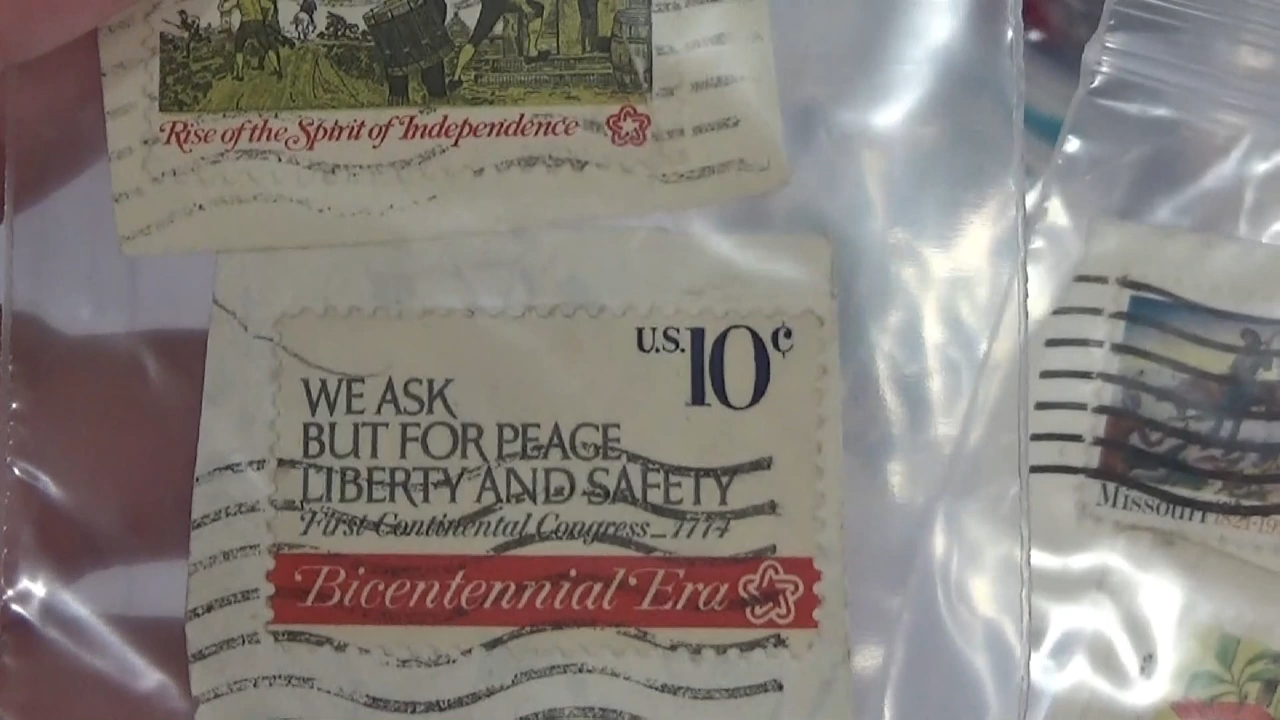 Rise of the Spirit of Independence
U.S. 10¢
WE ASK
BUT FOR PEACE
LIBERTY AND SAFETY
First Continental Congress_1774
Bicentennial Era
Missouri